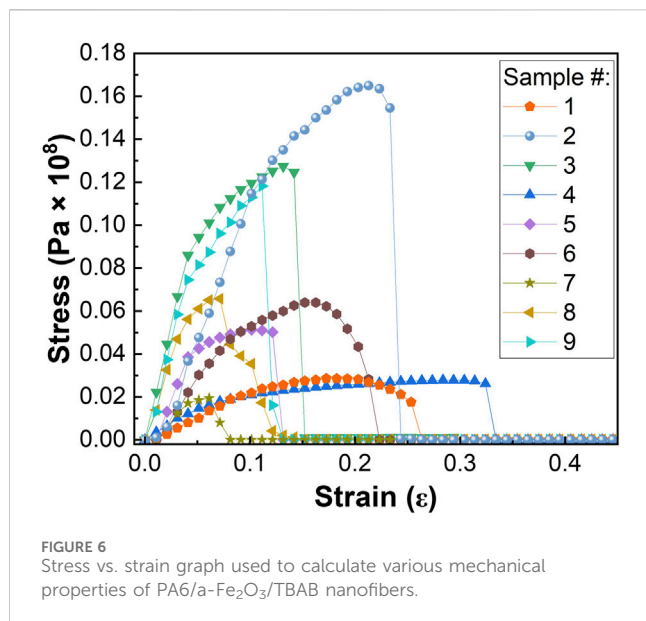 0.18
0.16
0.14
0.12
0.10
0.08
0.06
0.04
0.02
0.00
Stress (Pa × 10⁸)
Sample #:
1
2
3
4
5
6
7
8
9
0.0 0.1 0.2 0.3 0.4
Strain (ε)
FIGURE 6
Stress vs. strain graph used to calculate various mechanical
properties of PA6/a-Fe₂O₃/TBAB nanofibers.